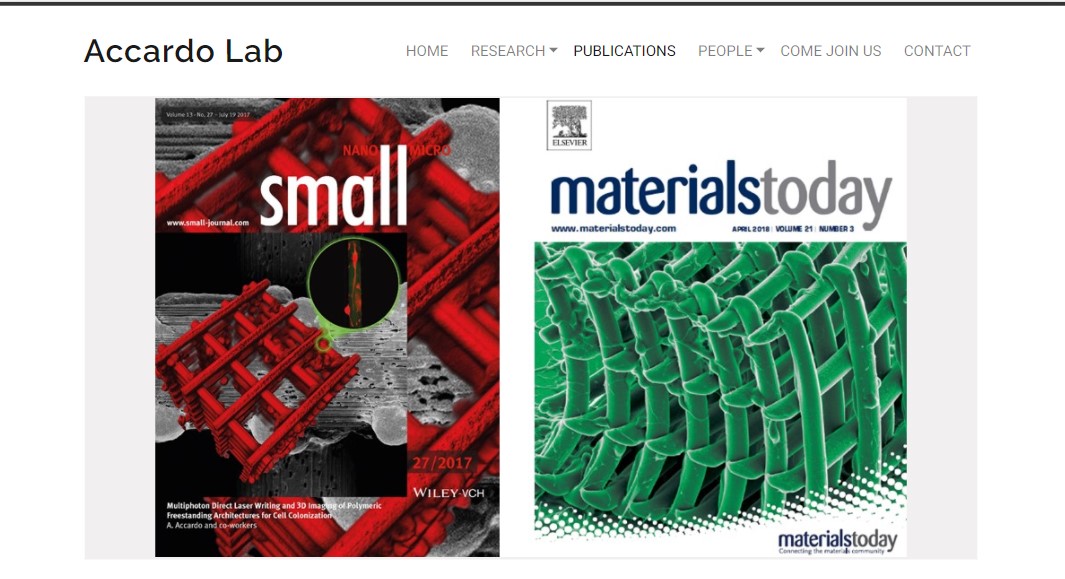 Accardo Lab
HOME RESEARCH PUBLICATIONS PEOPLE COME JOIN US CONTACT
Volume 13 · No. 27 – July 19 2017
NANO MICRO
small
www.small-journal.com
27/2017
WILEY-VCH
Multiphoton Direct Laser Writing and 3D Imaging of Polymeric
Freestanding Architectures for Cell Colonization
A. Accardo and co-workers
ELSEVIER
materialstoday
www.materialstoday.com
APRIL 2018 | VOLUME 21 | NUMBER 3
materialstoday
Connecting the materials community